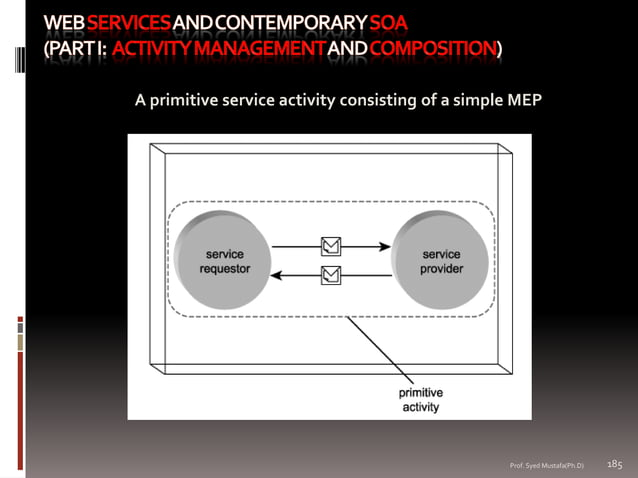 WEB SERVICES AND CONTEMPORARY SOA
(PART I: ACTIVITY MANAGEMENT AND COMPOSITION)
A primitive service activity consisting of a simple MEP
service
requestor
service
provider
primitive
activity
Prof. Syed Mustafa(Ph.D)
185